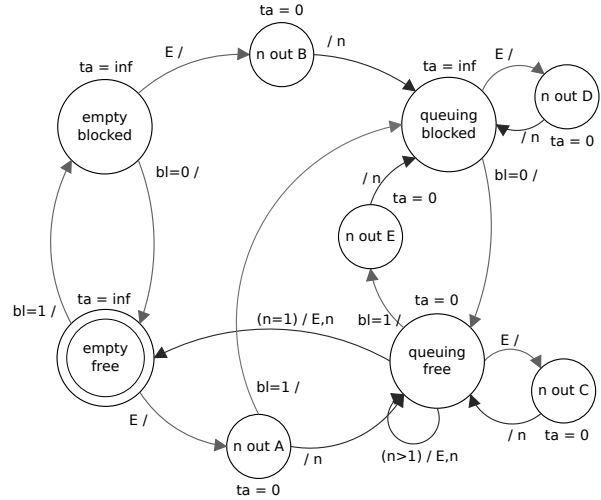 ta = 0
E /
n out B
/ n
ta = inf
empty
blocked
ta = inf
queuing
blocked
E /
n out D
/ n
ta = 0
bl=0 /
bl=0 /
/ n
ta = 0
n out E
bl=1 /
ta = inf
empty
free
(n=1) / E,n
bl=1 /
ta = 0
queuing
free
E /
n out C
/ n
ta = 0
bl=1 /
E /
n out A
/ n
ta = 0
(n>1) / E,n